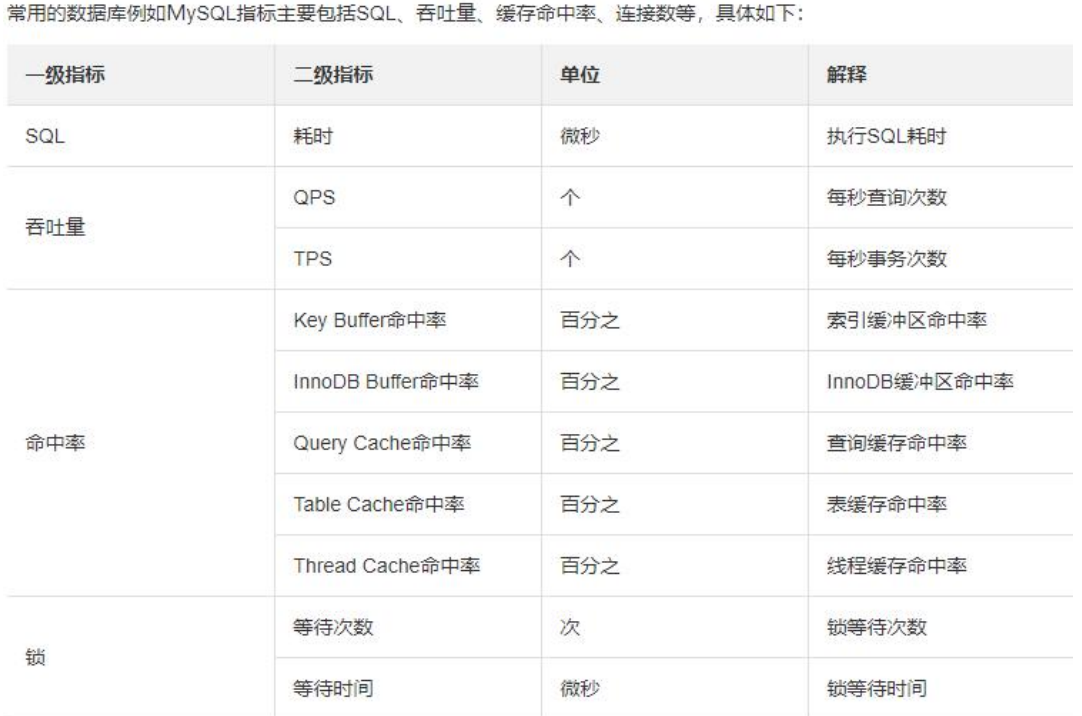 常用的数据库例如MySQL指标主要包括SQL、吞吐量、缓存命中率、连接数等，具体如下：
一级指标 二级指标 单位 解释
SQL 耗时 微秒 执行SQL耗时
吞吐量 QPS 个 每秒查询次数
TPS 个 每秒事务次数
命中率 Key Buffer命中率 百分之 索引缓冲区命中率
InnoDB Buffer命中率 百分之 InnoDB缓冲区命中率
Query Cache命中率 百分之 查询缓存命中率
Table Cache命中率 百分之 表缓存命中率
Thread Cache命中率 百分之 线程缓存命中率
锁 等待次数 次 锁等待次数
等待时间 微秒 锁等待时间